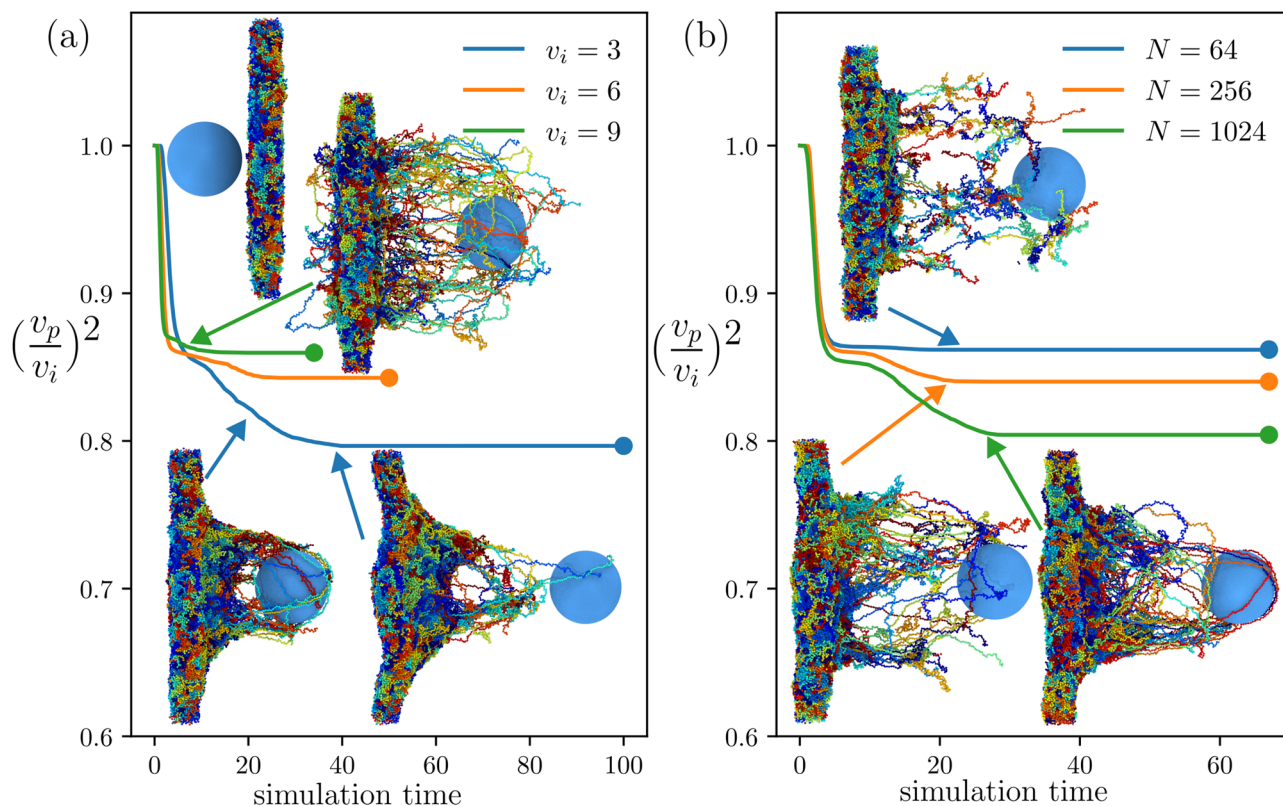 (a)
v_i = 3
v_i = 6
v_i = 9
1.0
0.9
(v_p/v_i)^2
0.8
0.7
0.6
0 20 40 60 80 100
simulation time
(b)
N = 64
N = 256
N = 1024
1.0
0.9
(v_p/v_i)^2
0.8
0.7
0.6
0 20 40 60
simulation time